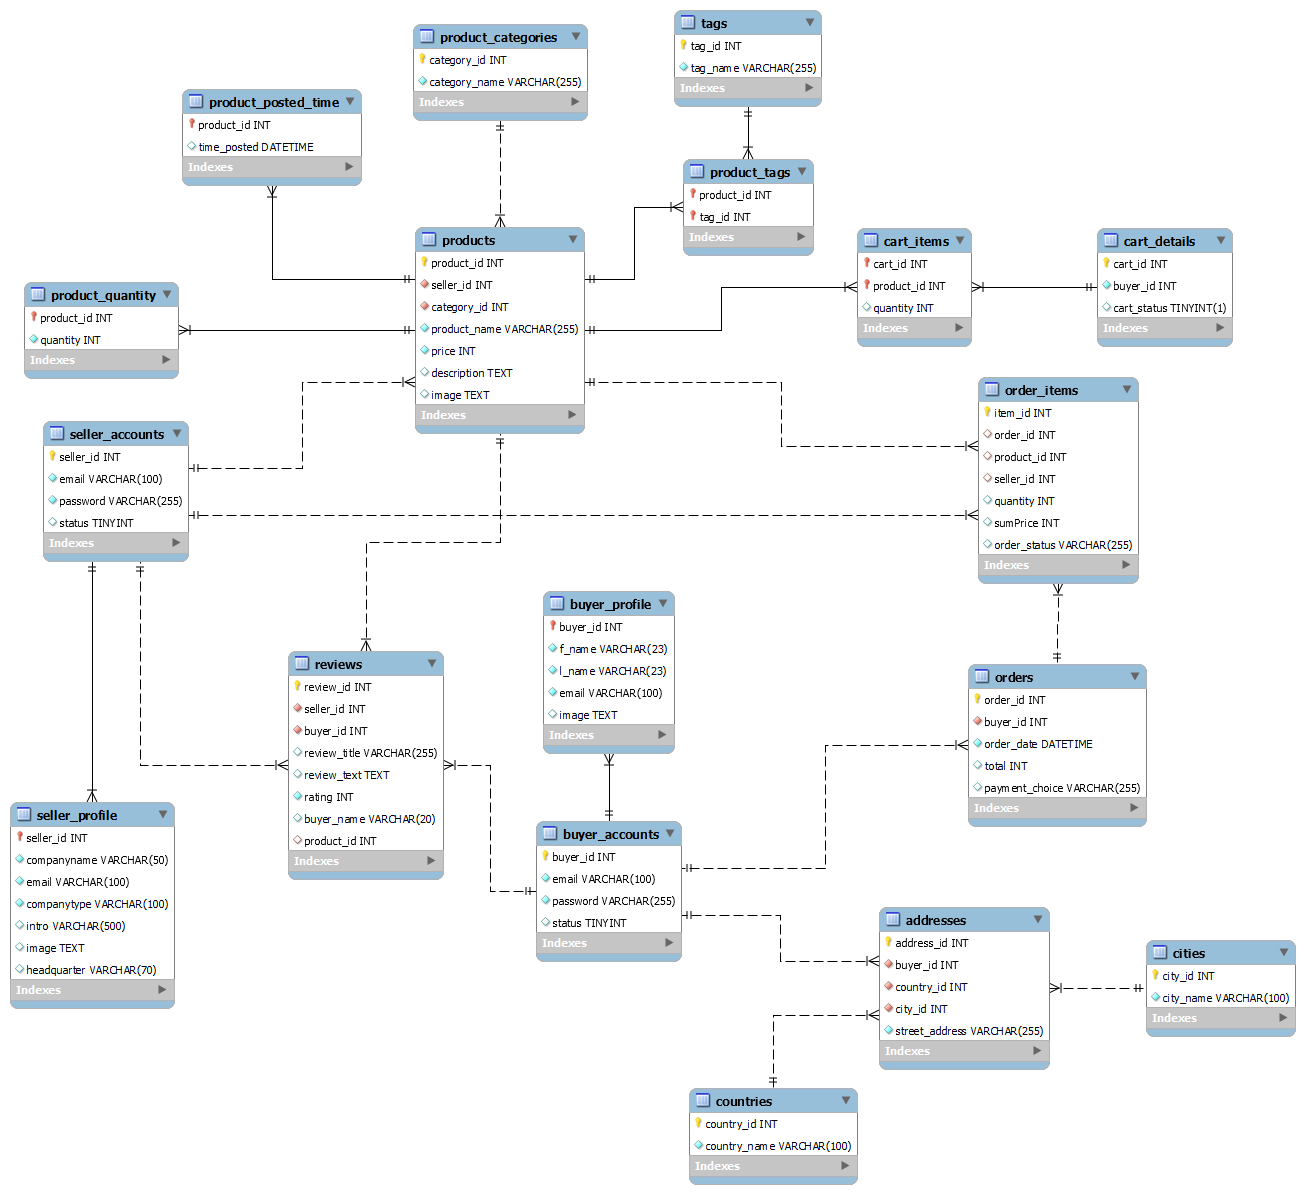 product_categories
category_id INT
category_name VARCHAR(255)
Indexes
tags
tag_id INT
tag_name VARCHAR(255)
Indexes
product_posted_time
product_id INT
time_posted DATETIME
Indexes
product_tags
product_id INT
tag_id INT
Indexes
products
product_id INT
seller_id INT
category_id INT
product_name VARCHAR(255)
price INT
description TEXT
image TEXT
Indexes
cart_items
cart_id INT
product_id INT
quantity INT
Indexes
cart_details
cart_id INT
buyer_id INT
cart_status TINYINT(1)
Indexes
product_quantity
product_id INT
quantity INT
Indexes
order_items
item_id INT
order_id INT
product_id INT
seller_id INT
quantity INT
sumPrice INT
order_status VARCHAR(255)
Indexes
seller_accounts
seller_id INT
email VARCHAR(100)
password VARCHAR(255)
status TINYINT
Indexes
buyer_profile
buyer_id INT
f_name VARCHAR(23)
l_name VARCHAR(23)
email VARCHAR(100)
image TEXT
Indexes
reviews
review_id INT
seller_id INT
buyer_id INT
review_title VARCHAR(255)
review_text TEXT
rating INT
buyer_name VARCHAR(20)
product_id INT
Indexes
orders
order_id INT
buyer_id INT
order_date DATETIME
total INT
payment_choice VARCHAR(255)
Indexes
seller_profile
seller_id INT
companyname VARCHAR(50)
email VARCHAR(100)
companytype VARCHAR(100)
intro VARCHAR(500)
image TEXT
headquarter VARCHAR(70)
Indexes
buyer_accounts
buyer_id INT
email VARCHAR(100)
password VARCHAR(255)
status TINYINT
Indexes
addresses
address_id INT
buyer_id INT
country_id INT
city_id INT
street_address VARCHAR(255)
Indexes
cities
city_id INT
city_name VARCHAR(100)
Indexes
countries
country_id INT
country_name VARCHAR(100)
Indexes